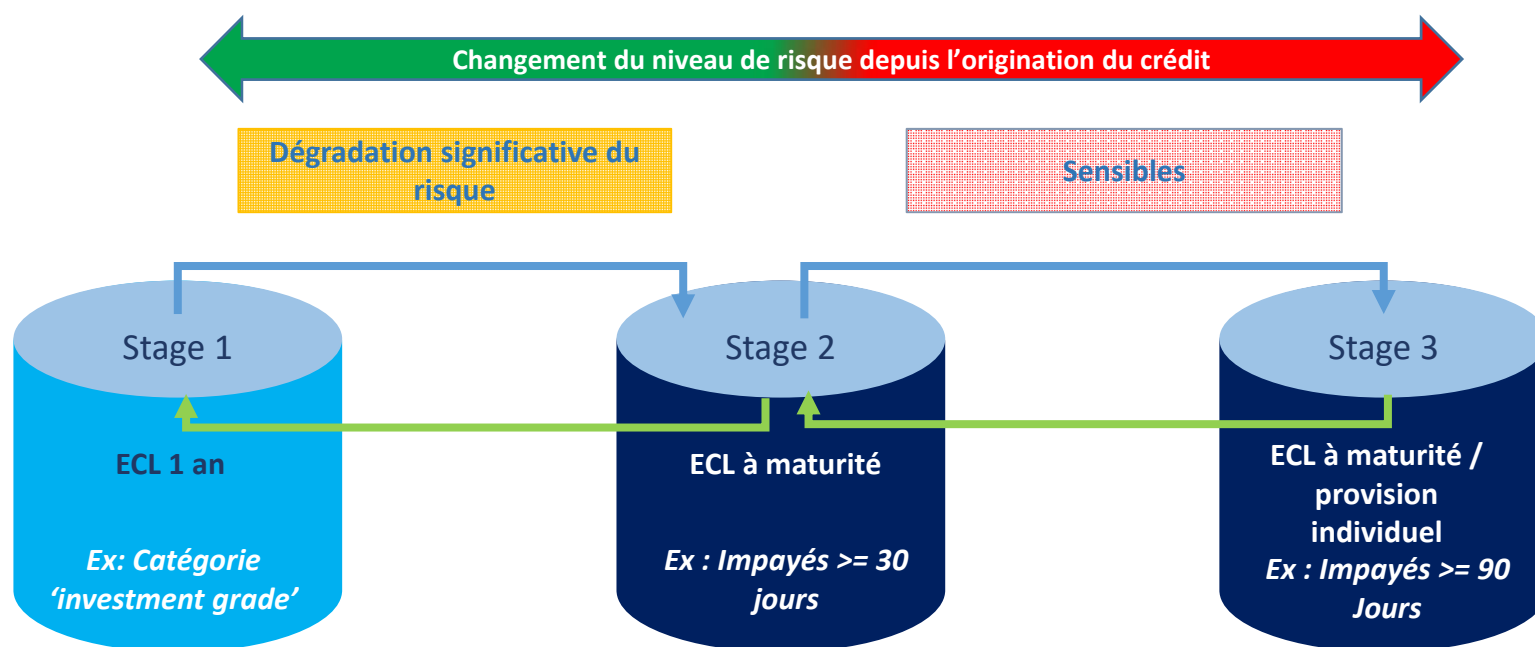 Changement du niveau de risque depuis l’origination du crédit
Dégradation significative du
risque
Sensibles
Stage 1
Stage 2
Stage 3
ECL 1 an
Ex: Catégorie
‘investment grade’
ECL à maturité
Ex : Impayés >= 30
jours
ECL à maturité /
provision
individuel
Ex : Impayés >= 90
Jours